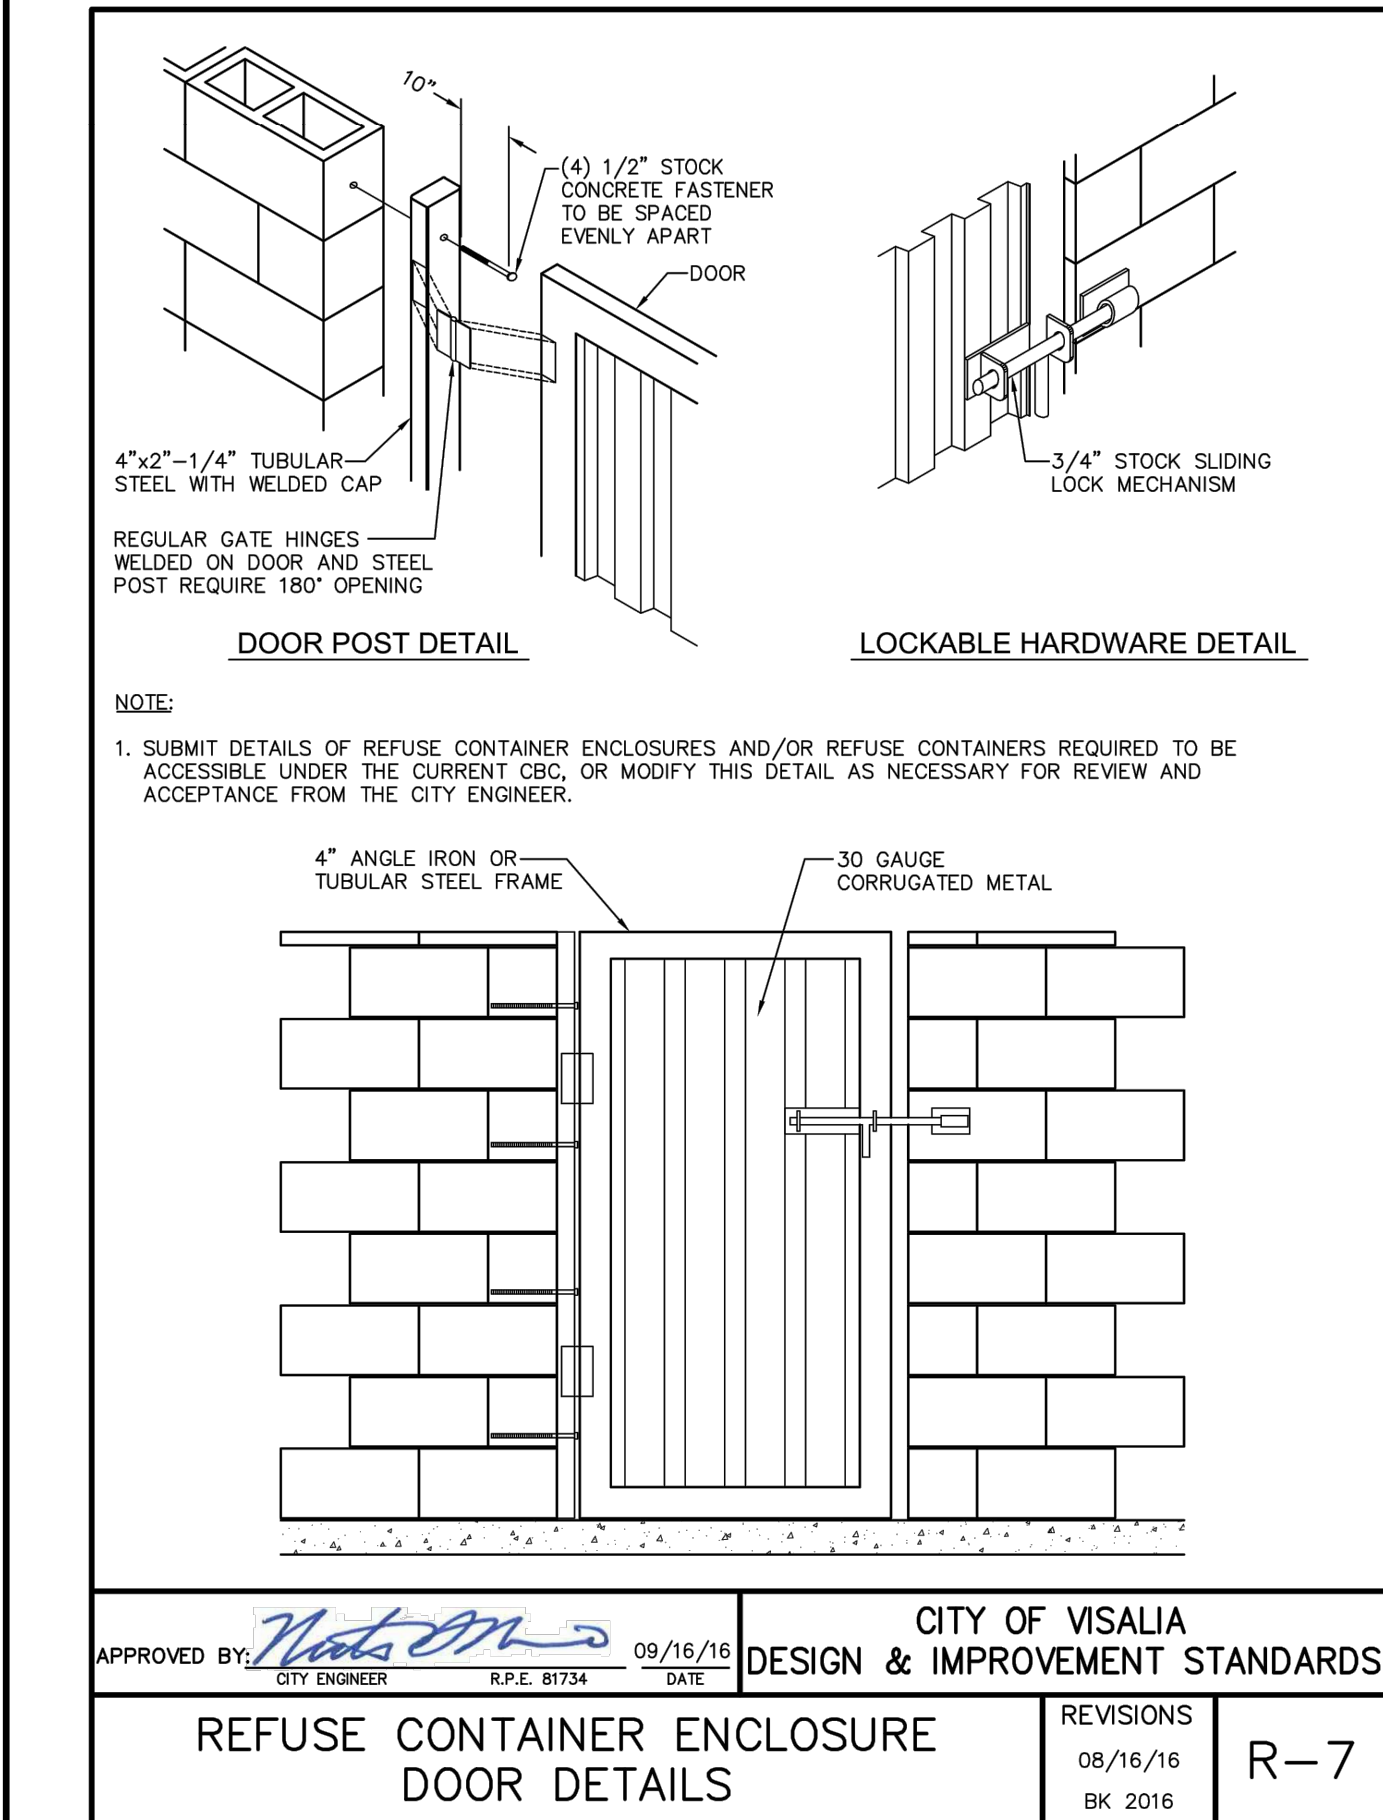 10"
(4) 1/2" STOCK
CONCRETE FASTENER
TO BE SPACED
EVENLY APART
DOOR
4"x2"-1/4" TUBULAR
STEEL WITH WELDED CAP
REGULAR GATE HINGES
WELDED ON DOOR AND STEEL
POST REQUIRE 180° OPENING
DOOR POST DETAIL
3/4" STOCK SLIDING
LOCK MECHANISM
LOCKABLE HARDWARE DETAIL
NOTE:
1. SUBMIT DETAILS OF REFUSE CONTAINER ENCLOSURES AND/OR REFUSE CONTAINERS REQUIRED TO BE
ACCESSIBLE UNDER THE CURRENT CBC, OR MODIFY THIS DETAIL AS NECESSARY FOR REVIEW AND
ACCEPTANCE FROM THE CITY ENGINEER.
4" ANGLE IRON OR
TUBULAR STEEL FRAME
30 GAUGE
CORRUGATED METAL
APPROVED BY:
CITY ENGINEER R.P.E. 81734
09/16/16
DATE
CITY OF VISALIA
DESIGN & IMPROVEMENT STANDARDS
REFUSE CONTAINER ENCLOSURE
DOOR DETAILS
REVISIONS
08/16/16
BK 2016
R-7